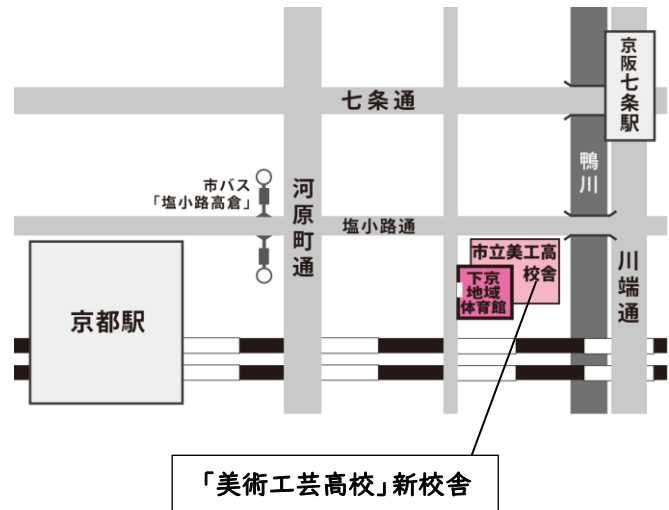 京阪七条駅
七条通
鴨川
市バス
「塩小路高倉」
河原町通
塩小路通
市立美工高
校舎
下京
地域
体育館
川端通
京都駅
「美術工芸高校」新校舎